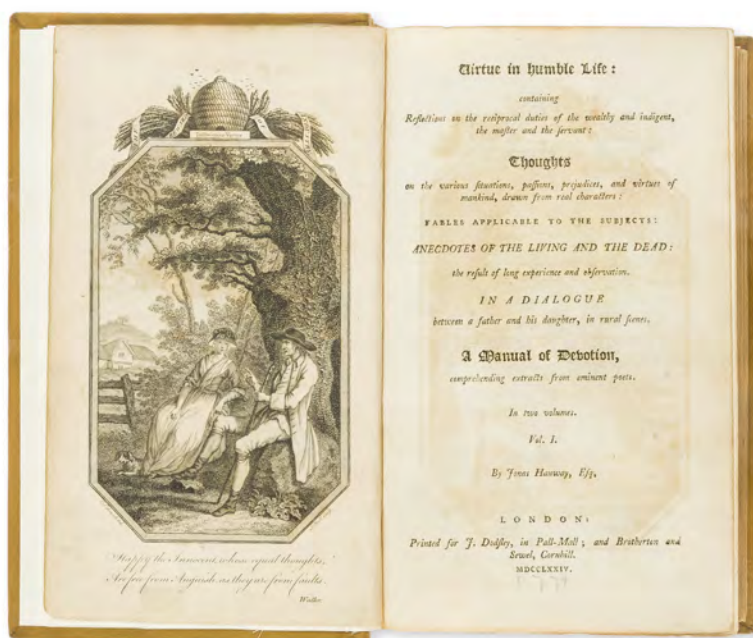 Happy the Innocent whose equal thoughts,
Are free from Anguish as they are from faults.
Waller
Virtue in humble Life:
containing
Reflections on the reciprocal duties of the wealthy and indigent,
the master and the servant:
Thoughts
on the various situations, passions, prejudices, and virtues of
mankind, drawn from real characters:
FABLES APPLICABLE TO THE SUBJECTS:
ANECDOTES OF THE LIVING AND THE DEAD:
the result of long experience and observation.
IN A DIALOGUE
between a father and his daughter, in rural scenes.
A Manual of Devotion,
comprehending extracts from eminent poets.
In two volumes.
Vol. I.
By Jonas Hanway, Esq.
LONDON:
Printed for J. Dodsley, in Pall-Mall; and Brotherton and
Sewel, Cornhill.
MDCCLXXIV.